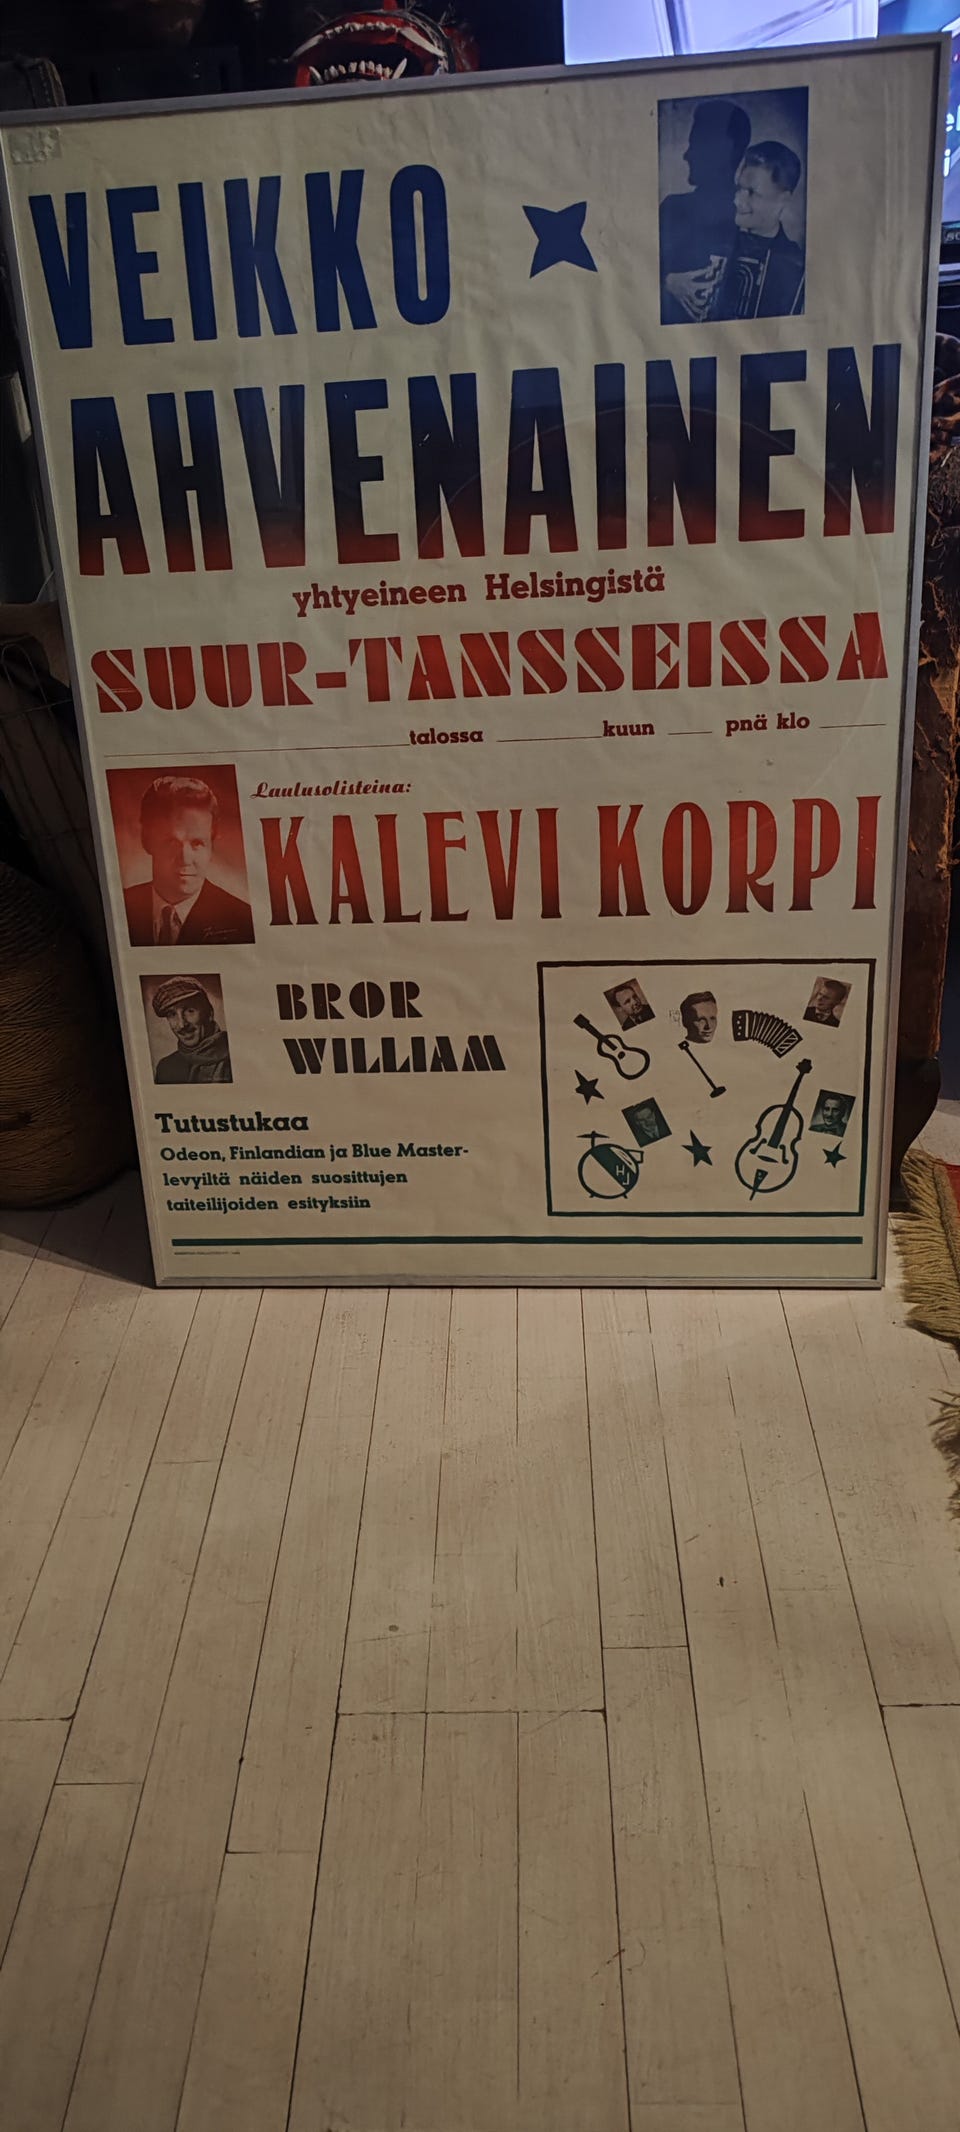 VEIKKO
AHVENAINEN
yhtyeineen Helsingistä
SUUR-TANSSEISSA
talossa kuun pnä klo
Laulusolisteina:
KALEVI KORPI
BROR
WILLIAM
Tutustukaa
Odeon, Finlandian ja Blue Master-
levyiltä näiden suosittujen
taiteilijoiden esityksiin
HJ